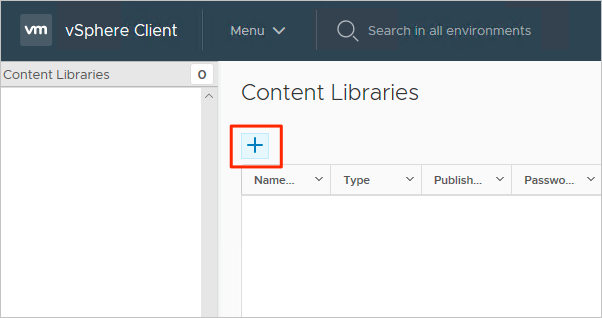 vm vSphere Client Menu Search in all environments
Content Libraries 0
Content Libraries
Name... Type Publish... Passwo...